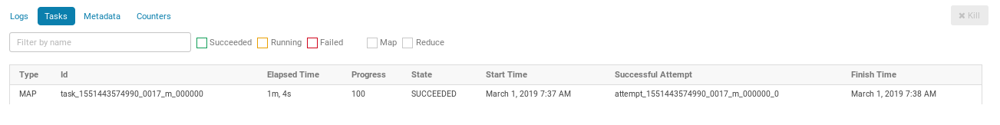 Logs Tasks Metadata Counters ✖ Kill
Filter by name Succeeded Running Failed Map Reduce
Type Id Elapsed Time Progress State Start Time Successful Attempt Finish Time
MAP task_1551443574990_0017_m_000000 1m, 4s 100 SUCCEEDED March 1, 2019 7:37 AM attempt_1551443574990_0017_m_000000_0 March 1, 2019 7:38 AM